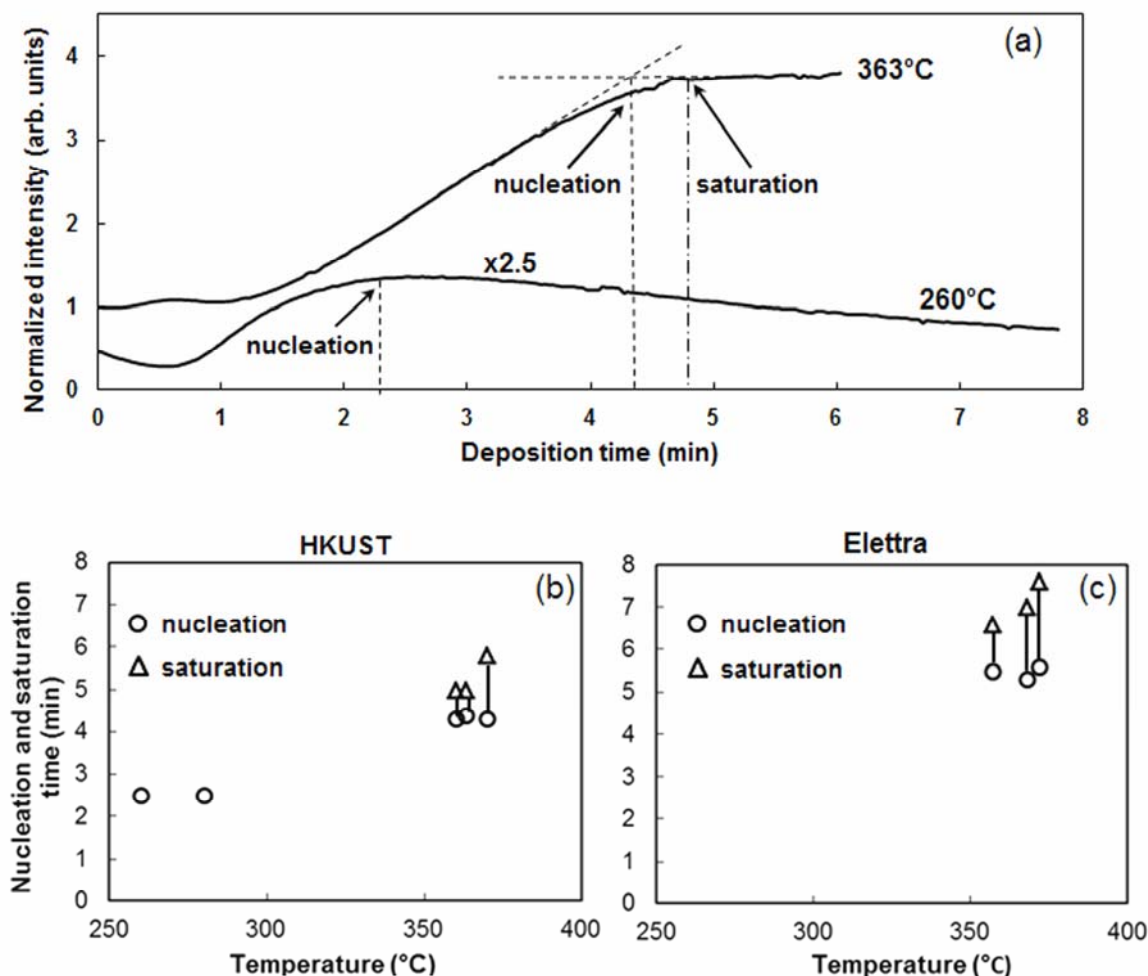 Normalized intensity (arb. units)
4
3
2
1
0
(a)
363°C
nucleation
saturation
x2.5
260°C
nucleation
0 1 2 3 4 5 6 7 8
Deposition time (min)
HKUST
Nucleation and saturation
time (min)
8
7
6
5
4
3
2
1
0
(b)
nucleation
saturation
250 300 350 400
Temperature (°C)
Elettra
8
7
6
5
4
3
2
1
0
(c)
nucleation
saturation
250 300 350 400
Temperature (°C)